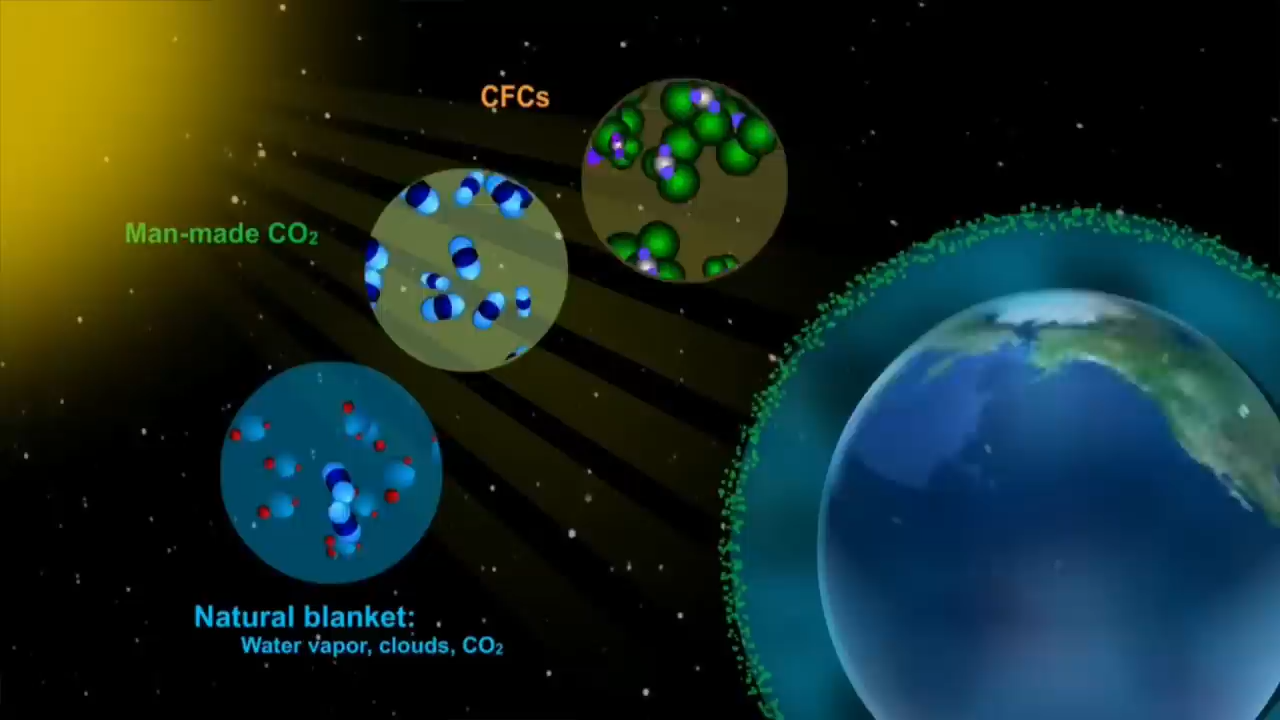 CFCs
Man-made CO₂
Natural blanket:
Water vapor, clouds, CO₂